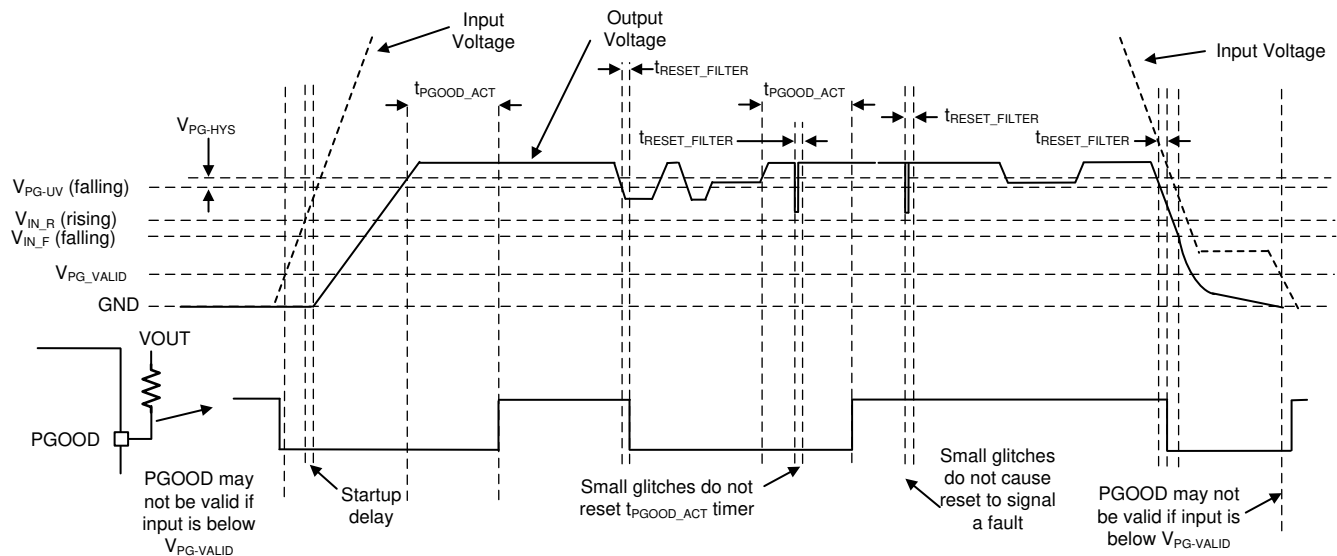 Input
Voltage
Output
Voltage
Input Voltage
tRESET_FILTER
tPGOOD_ACT
tPGOOD_ACT
tRESET_FILTER
tRESET_FILTER
tRESET_FILTER
VPG-HYS
VPG-UV (falling)
VIN_R (rising)
VIN_F (falling)
VPG_VALID
GND
VOUT
PGOOD
PGOOD may
not be valid if
input is below
VPG-VALID
Startup
delay
Small glitches do not
reset tPGOOD_ACT timer
Small glitches
do not cause
reset to signal
a fault
PGOOD may not
be valid if input is
below VPG-VALID